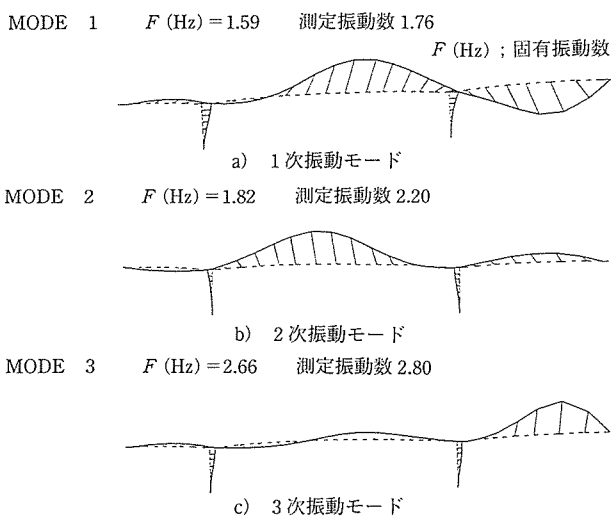 MODE 1 F (Hz)=1.59 測定振動数 1.76
F (Hz) ; 固有振動数
a) 1次振動モード
MODE 2 F (Hz)=1.82 測定振動数 2.20
b) 2次振動モード
MODE 3 F (Hz)=2.66 測定振動数 2.80
c) 3次振動モード